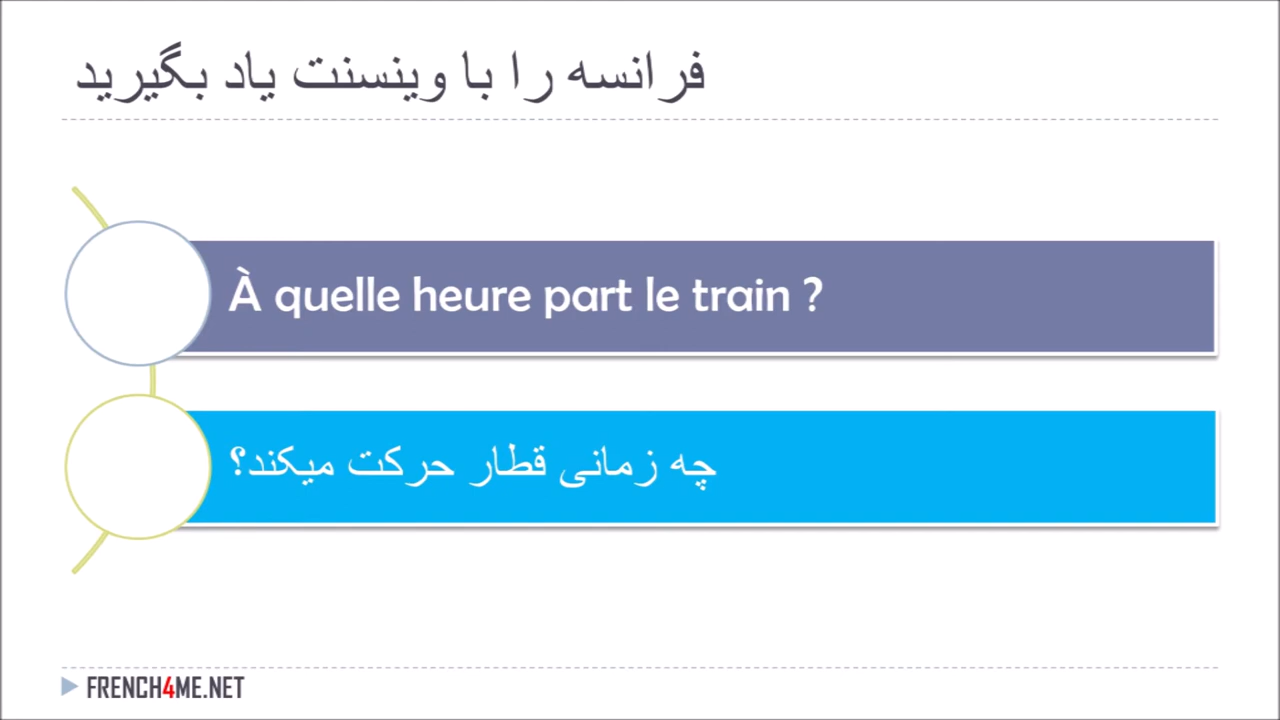 فرانسه را با وینسنت یاد بگیرید
À quelle heure part le train ?
چه زمانی قطار حرکت میکند؟
FRENCH4ME.NET